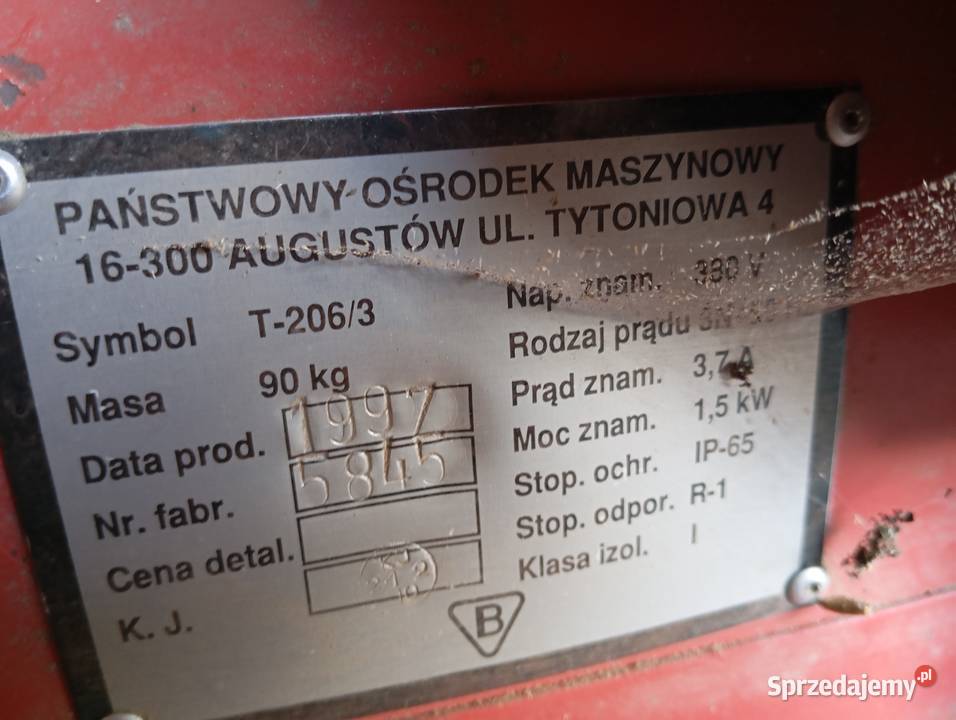 PAŃSTWOWY OŚRODEK MASZYNOWY
16-300 AUGUSTÓW UL. TYTONIOWA 4
Symbol T-206/3
Masa 90 kg
Data prod. 1997
Nr. fabr. 5845
Cena detal.
K. J.
Nap. znam. 380 V
Rodzaj prądu
Prąd znam. 3,7 A
Moc znam. 1,5 kW
Stop. ochr. IP-65
Stop. odpor. R-1
Klasa izol. I
B
Sprzedajemy.pl